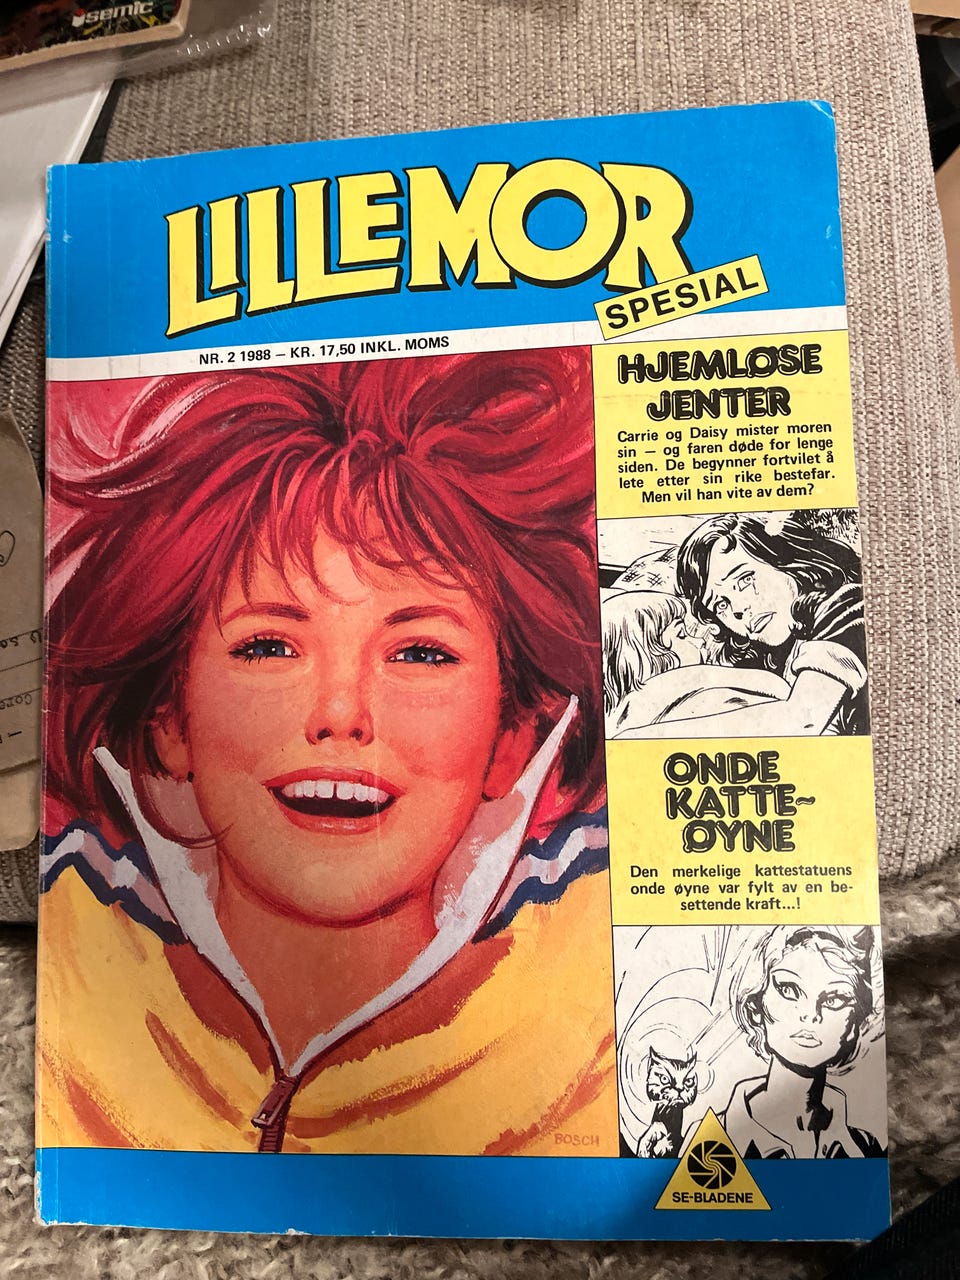 semic
LILLEMOR
SPESIAL
NR. 2 1988 – KR. 17,50 INKL. MOMS
HJEMLØSE
JENTER
Carrie og Daisy mister moren
sin — og faren døde for lenge
siden. De begynner fortvilet å
lete etter sin rike bestefar.
Men vil han vite av dem?
ONDE
KATTE-
ØYNE
Den merkelige kattestatuens
onde øyne var fylt av en be-
settende kraft...!
BOSCH
SE-BLADENE